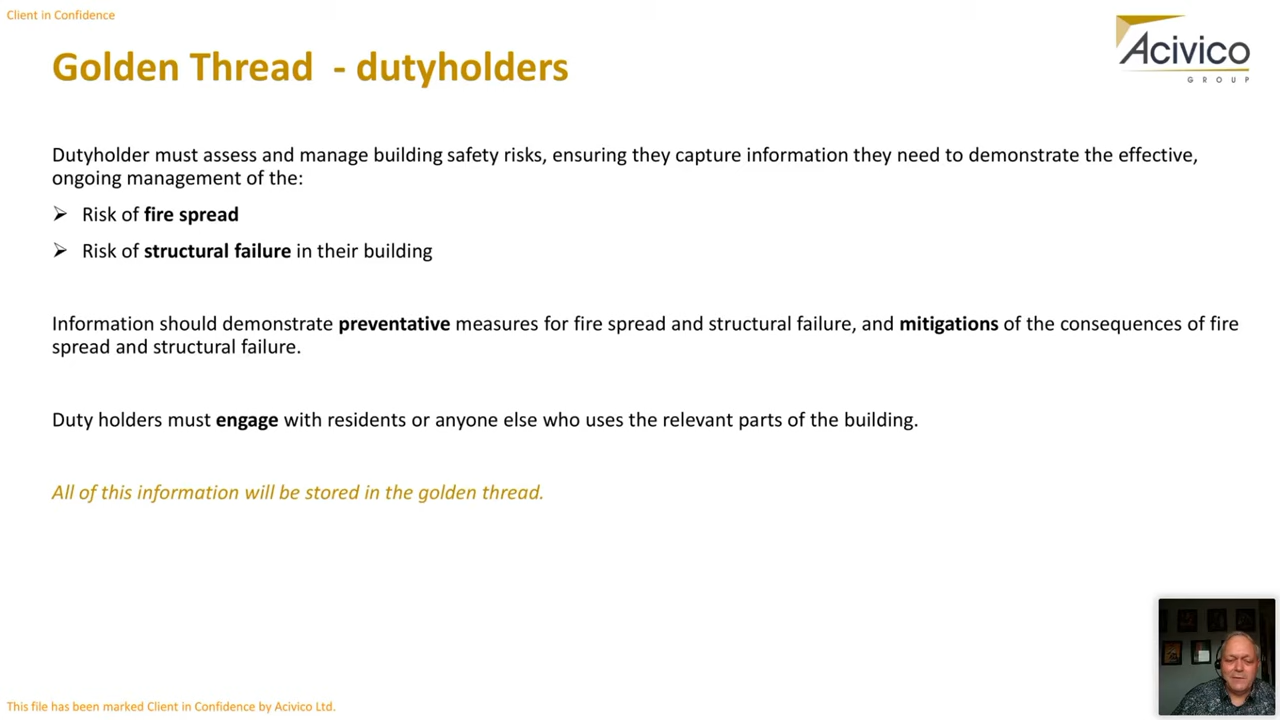 Client in Confidence
Golden Thread - dutyholders
Acivico
GROUP
Dutyholder must assess and manage building safety risks, ensuring they capture information they need to demonstrate the effective,
ongoing management of the:
➢ Risk of fire spread
➢ Risk of structural failure in their building
Information should demonstrate preventative measures for fire spread and structural failure, and mitigations of the consequences of fire
spread and structural failure.
Duty holders must engage with residents or anyone else who uses the relevant parts of the building.
All of this information will be stored in the golden thread.
This file has been marked Client in Confidence by Acivico Ltd.